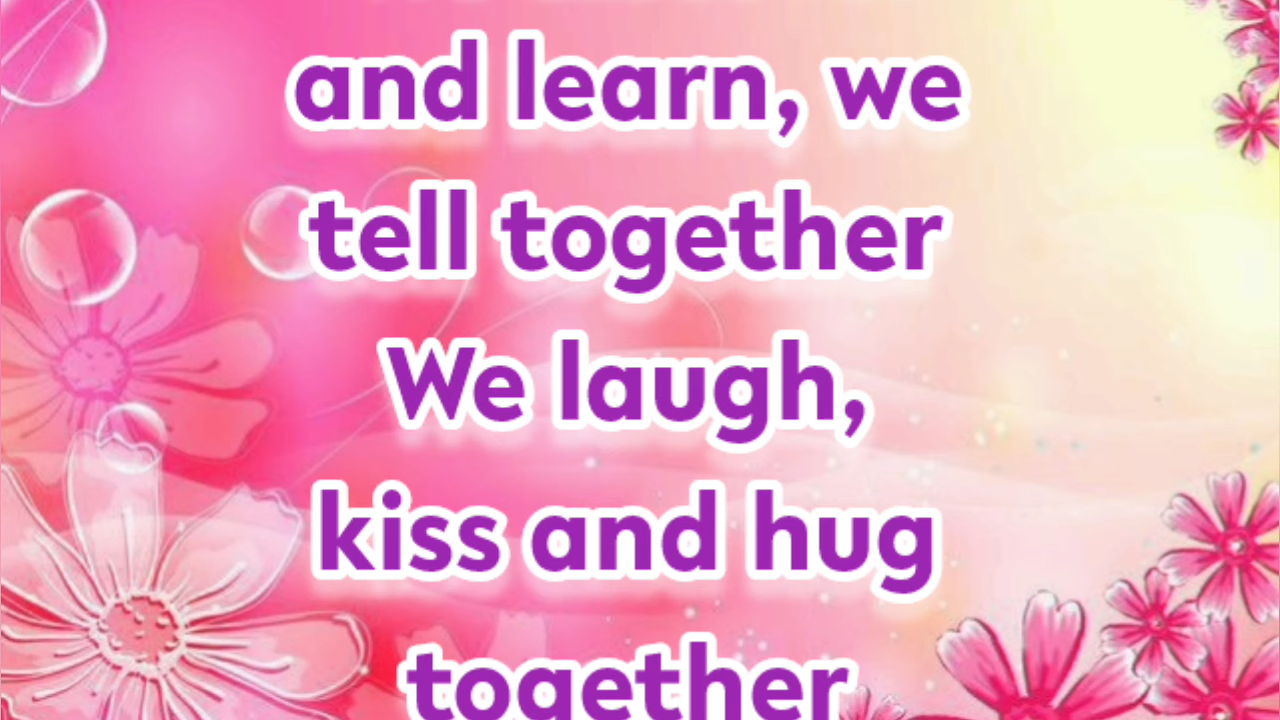 and learn, we
tell together
We laugh,
kiss and hug
together